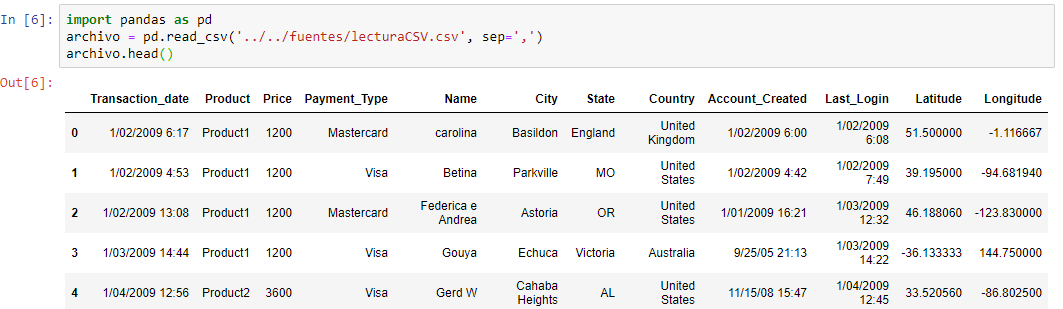 In [6]: import pandas as pd
archivo = pd.read_csv('../../fuentes/lecturaCSV.csv', sep=',')
archivo.head()
Out[6]:
Transaction_date Product Price Payment_Type Name City State Country Account_Created Last_Login Latitude Longitude
0 1/02/2009 6:17 Product1 1200 Mastercard carolina Basildon England United Kingdom 1/02/2009 6:00 1/02/2009 6:08 51.500000 -1.116667
1 1/02/2009 4:53 Product1 1200 Visa Betina Parkville MO United States 1/02/2009 4:42 1/02/2009 7:49 39.195000 -94.681940
2 1/02/2009 13:08 Product1 1200 Mastercard Federica e Andrea Astoria OR United States 1/01/2009 16:21 1/03/2009 12:32 46.188060 -123.830000
3 1/03/2009 14:44 Product1 1200 Visa Gouya Echuca Victoria Australia 9/25/05 21:13 1/03/2009 14:22 -36.133333 144.750000
4 1/04/2009 12:56 Product2 3600 Visa Gerd W Cahaba Heights AL United States 11/15/08 15:47 1/04/2009 12:45 33.520560 -86.802500